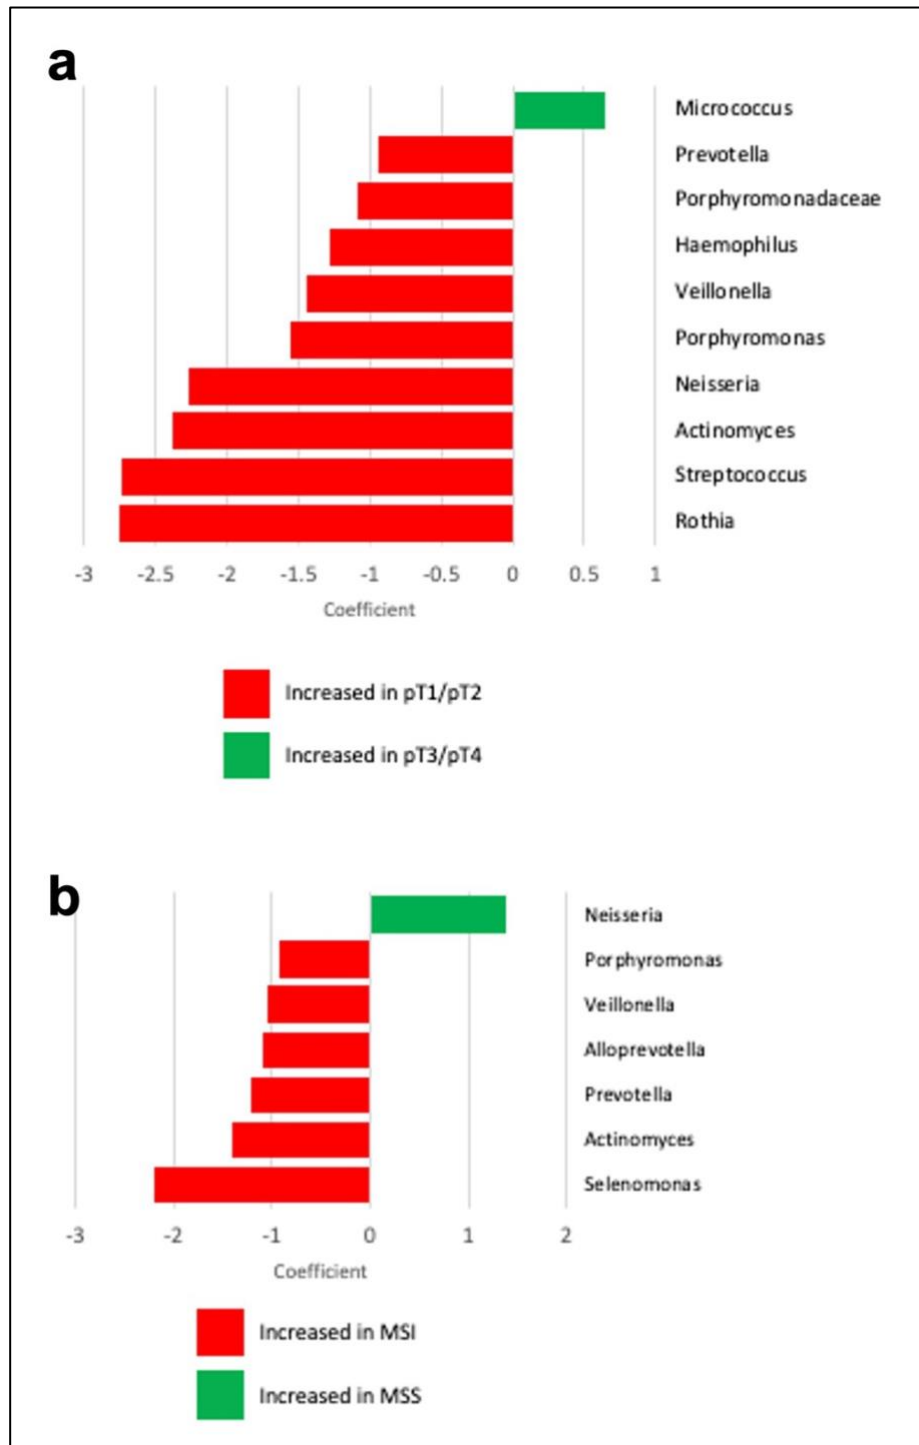 a
Micrococcus
Prevotella
Porphyromonadaceae
Haemophilus
Veillonella
Porphyromonas
Neisseria
Actinomyces
Streptococcus
Rothia
-3 -2.5 -2 -1.5 -1 -0.5 0 0.5 1
Coefficient
Increased in pT1/pT2
Increased in pT3/pT4
b
Neisseria
Porphyromonas
Veillonella
Alloprevotella
Prevotella
Actinomyces
Selenomonas
-3 -2 -1 0 1 2
Coefficient
Increased in MSI
Increased in MSS